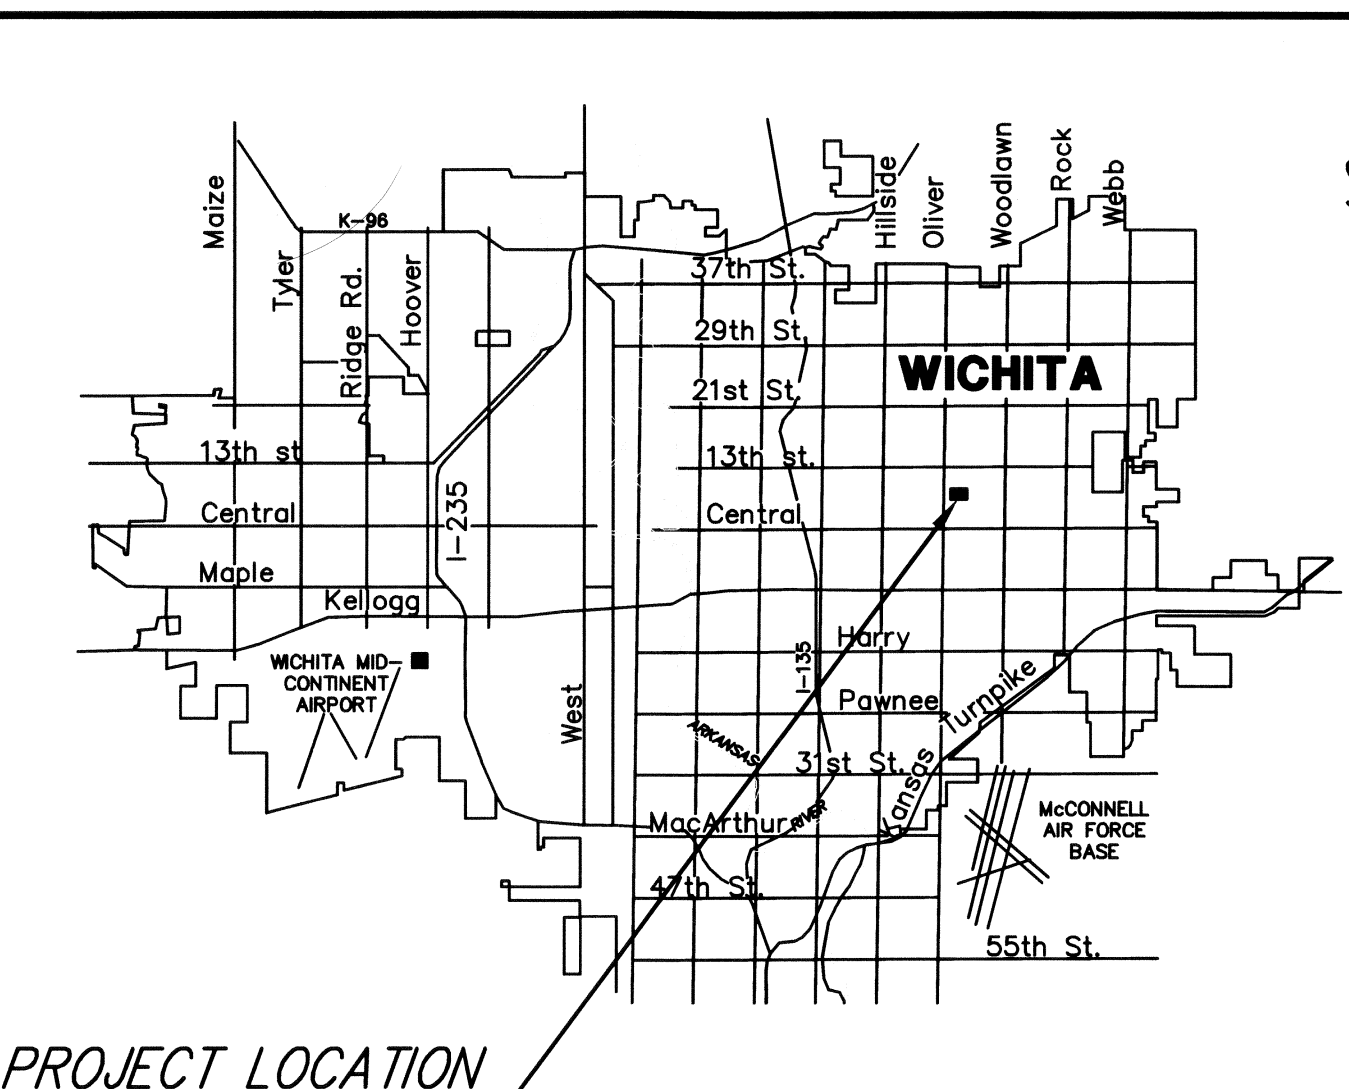 Maize
Tyler
K-96
Ridge Rd.
Hoover
Hillside
Oliver
Woodlawn
Rock
Webb
37th St.
29th St.
WICHITA
21st St.
13th st
13th st.
Central
Central
I-235
Maple
Kellogg
WICHITA MID-
CONTINENT
AIRPORT
West
I-135
Harry
Pawnee
Kansas Turnpike
ARKANSAS
RIVER
31st St.
MacArthur
McCONNELL
AIR FORCE
BASE
47th St.
55th St.
PROJECT LOCATION